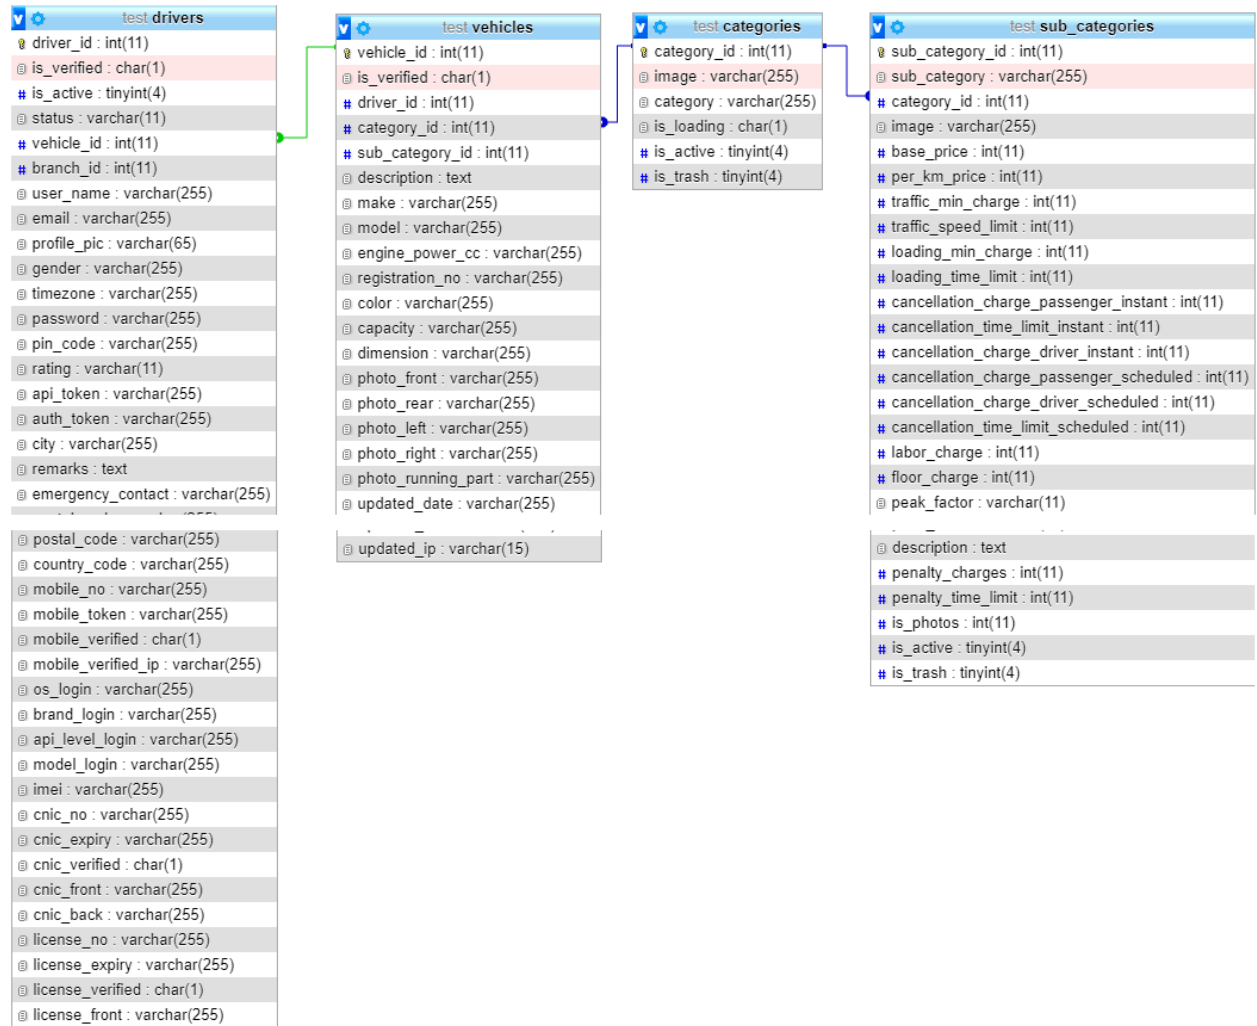 test drivers
driver_id : int(11)
is_verified : char(1)
is_active : tinyint(4)
status : varchar(11)
vehicle_id : int(11)
branch_id : int(11)
user_name : varchar(255)
email : varchar(255)
profile_pic : varchar(65)
gender : varchar(255)
timezone : varchar(255)
password : varchar(255)
pin_code : varchar(255)
rating : varchar(11)
api_token : varchar(255)
auth_token : varchar(255)
city : varchar(255)
remarks : text
emergency_contact : varchar(255)
postal_code : varchar(255)
country_code : varchar(255)
mobile_no : varchar(255)
mobile_token : varchar(255)
mobile_verified : char(1)
mobile_verified_ip : varchar(255)
os_login : varchar(255)
brand_login : varchar(255)
api_level_login : varchar(255)
model_login : varchar(255)
imei : varchar(255)
cnic_no : varchar(255)
cnic_expiry : varchar(255)
cnic_verified : char(1)
cnic_front : varchar(255)
cnic_back : varchar(255)
license_no : varchar(255)
license_expiry : varchar(255)
license_verified : char(1)
license_front : varchar(255)
test vehicles
vehicle_id : int(11)
is_verified : char(1)
driver_id : int(11)
category_id : int(11)
sub_category_id : int(11)
description : text
make : varchar(255)
model : varchar(255)
engine_power_cc : varchar(255)
registration_no : varchar(255)
color : varchar(255)
capacity : varchar(255)
dimension : varchar(255)
photo_front : varchar(255)
photo_rear : varchar(255)
photo_left : varchar(255)
photo_right : varchar(255)
photo_running_part : varchar(255)
updated_date : varchar(255)
updated_ip : varchar(15)
test categories
category_id : int(11)
image : varchar(255)
category : varchar(255)
is_loading : char(1)
is_active : tinyint(4)
is_trash : tinyint(4)
test sub_categories
sub_category_id : int(11)
sub_category : varchar(255)
category_id : int(11)
image : varchar(255)
base_price : int(11)
per_km_price : int(11)
traffic_min_charge : int(11)
traffic_speed_limit : int(11)
loading_min_charge : int(11)
loading_time_limit : int(11)
cancellation_charge_passenger_instant : int(11)
cancellation_time_limit_instant : int(11)
cancellation_charge_driver_instant : int(11)
cancellation_charge_passenger_scheduled : int(11)
cancellation_charge_driver_scheduled : int(11)
cancellation_time_limit_scheduled : int(11)
labor_charge : int(11)
floor_charge : int(11)
peak_factor : varchar(11)
description : text
penalty_charges : int(11)
penalty_time_limit : int(11)
is_photos : int(11)
is_active : tinyint(4)
is_trash : tinyint(4)